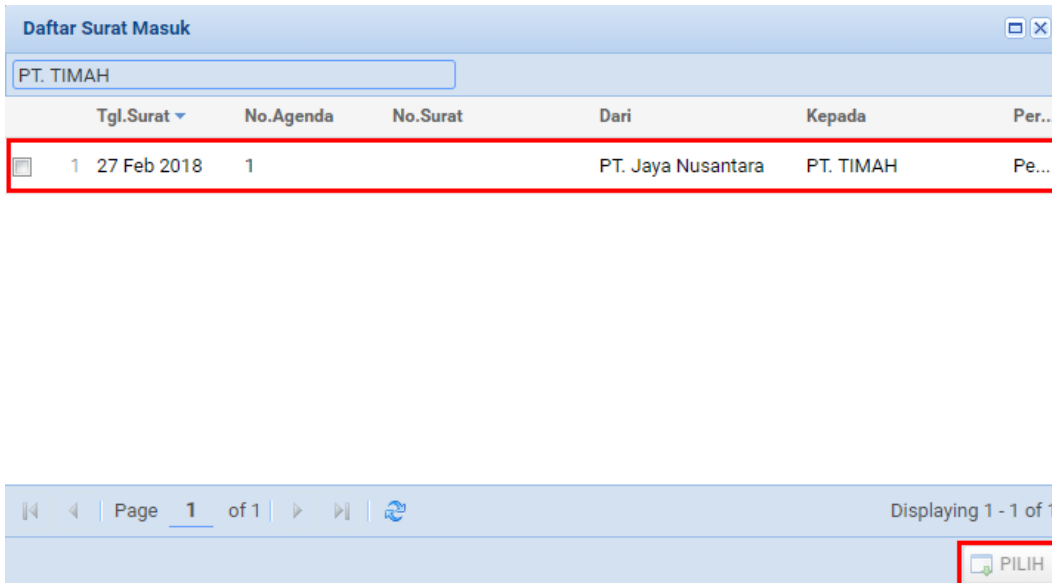 Daftar Surat Masuk
PT. TIMAH
Tgl.Surat No.Agenda No.Surat Dari Kepada Per...
1 27 Feb 2018 1 PT. Jaya Nusantara PT. TIMAH Pe...
Page 1 of 1 Displaying 1 - 1 of 1
PILIH